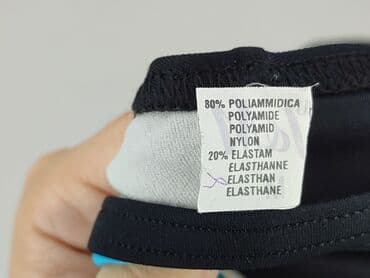 80% POLIAMMIDICA
POLYAMIDE
POLYAMID
NYLON
20% ELASTAM
ELASTHANNE
ELASTHAN
ELASTHANE